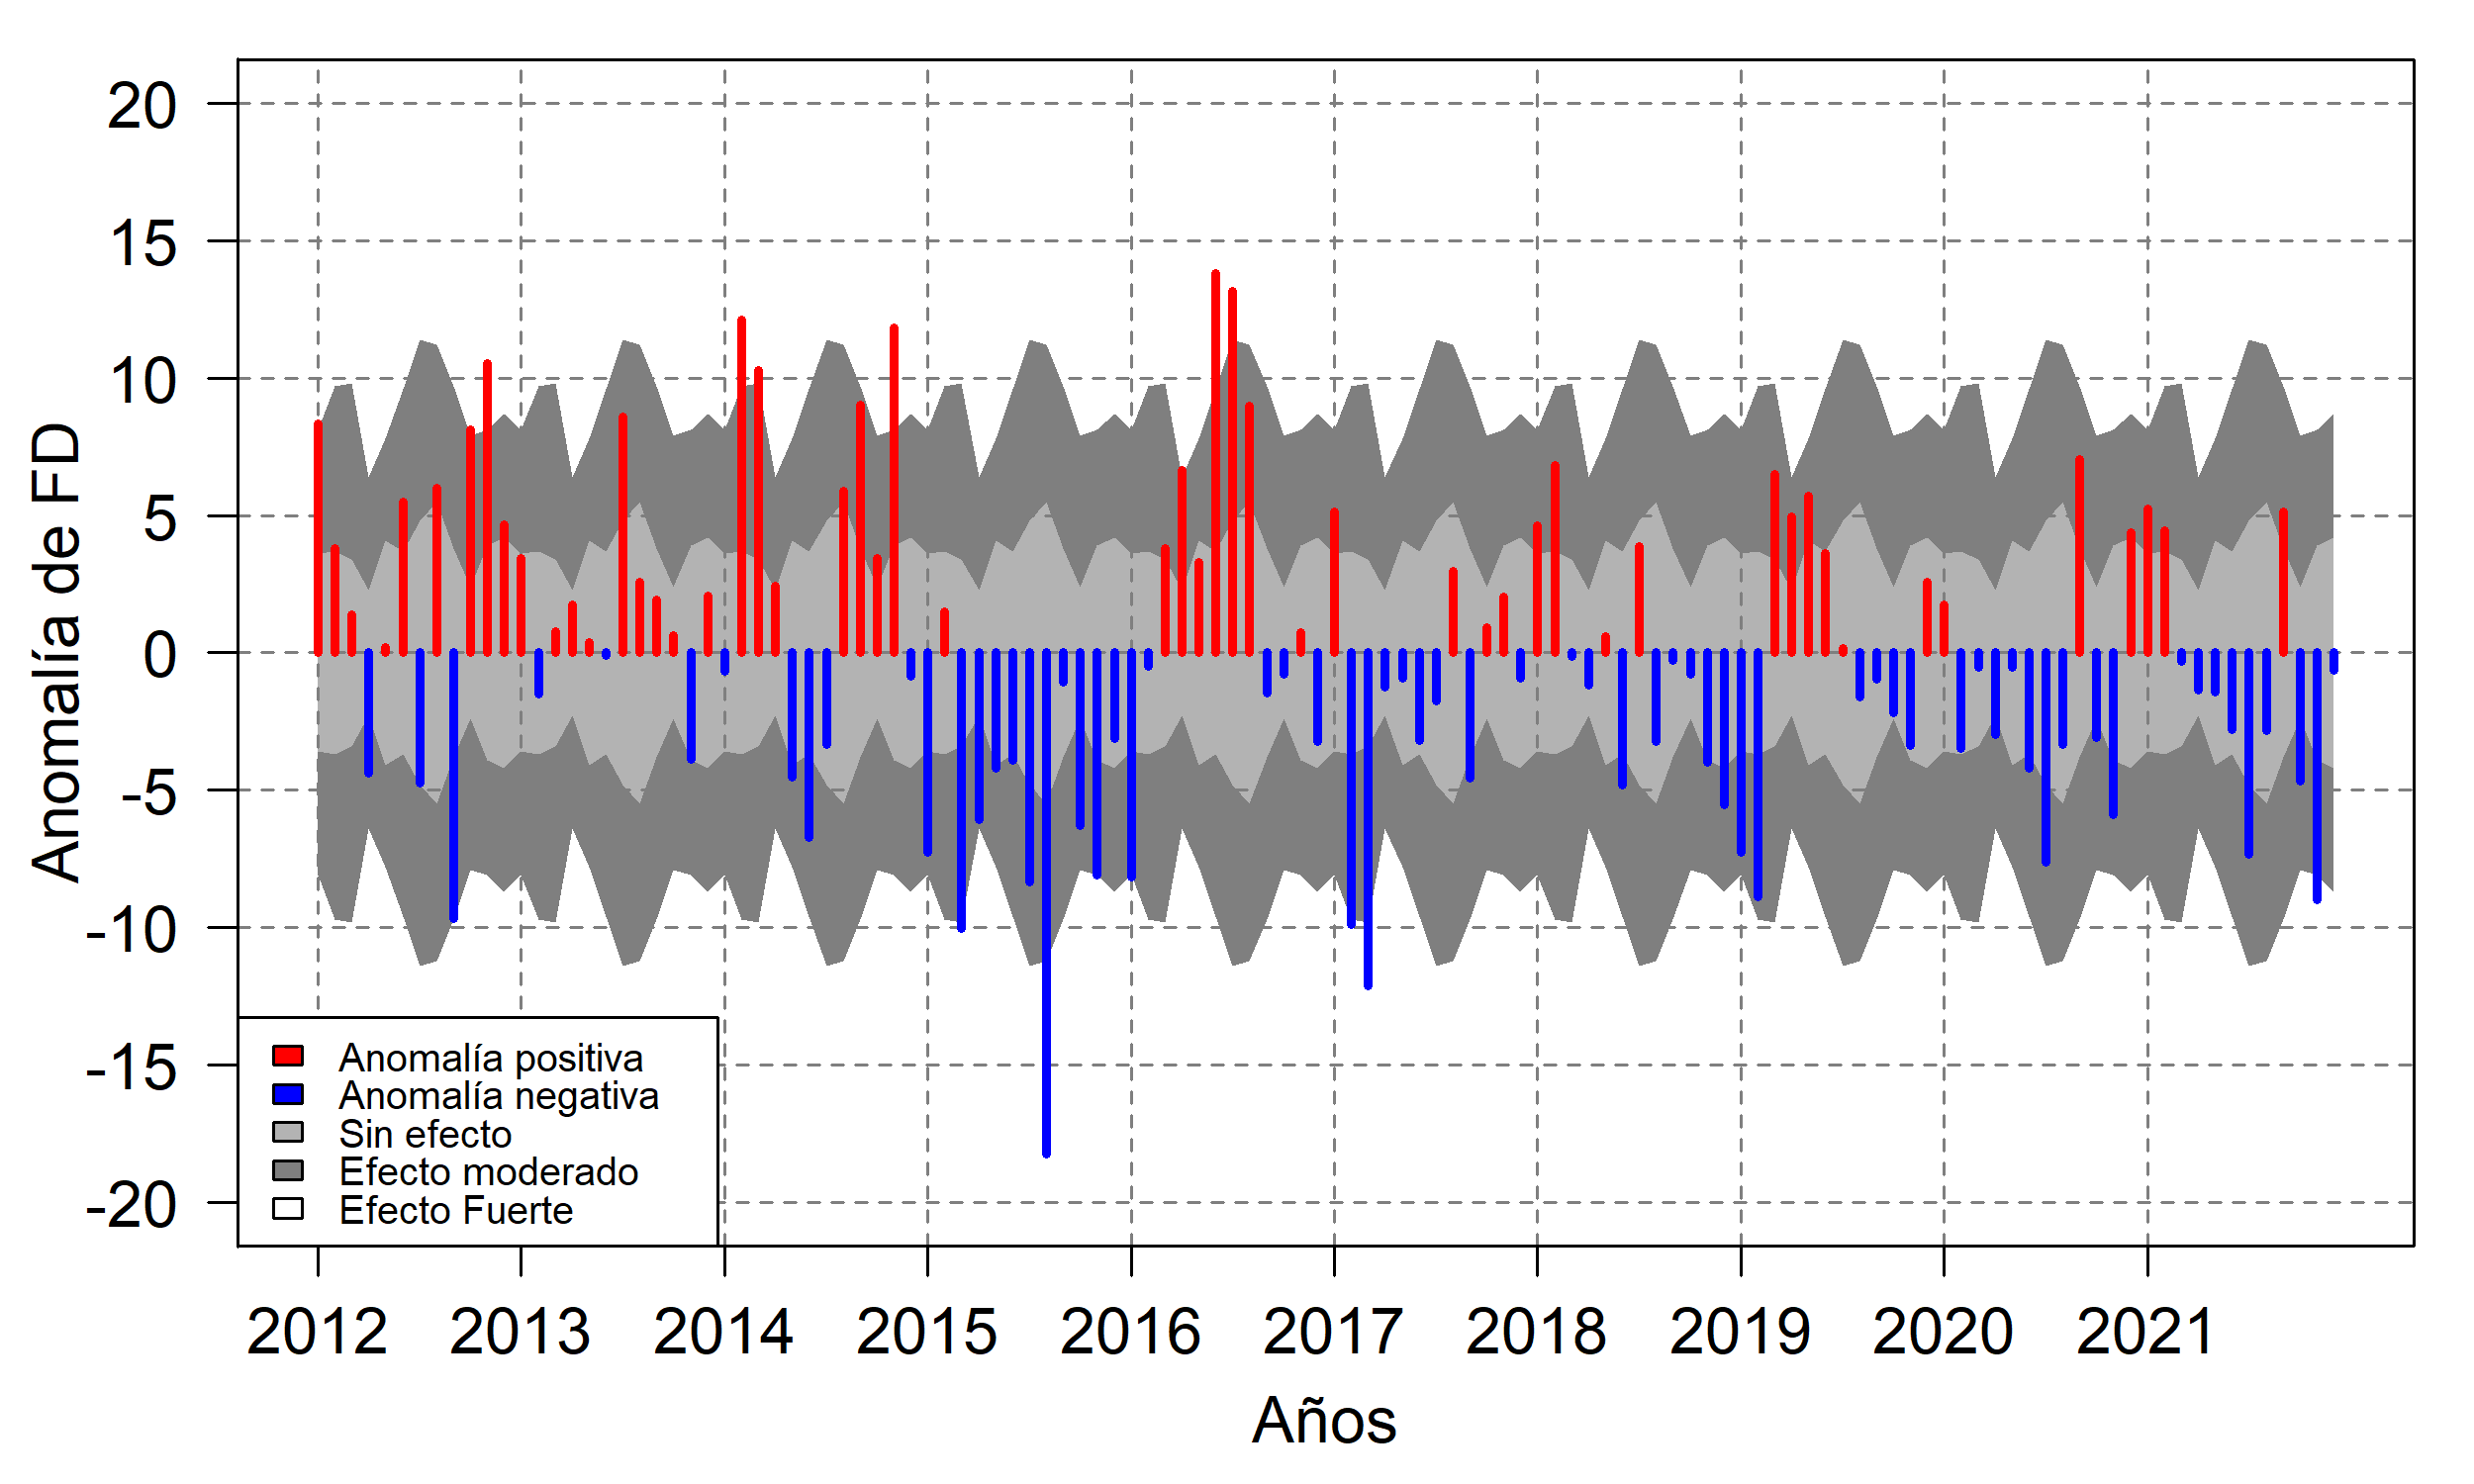 Anomalía de FD
20
15
10
5
0
-5
-10
-15
-20
Anomalía positiva
Anomalía negativa
Sin efecto
Efecto moderado
Efecto Fuerte
2012 2013 2014 2015 2016 2017 2018 2019 2020 2021
Años